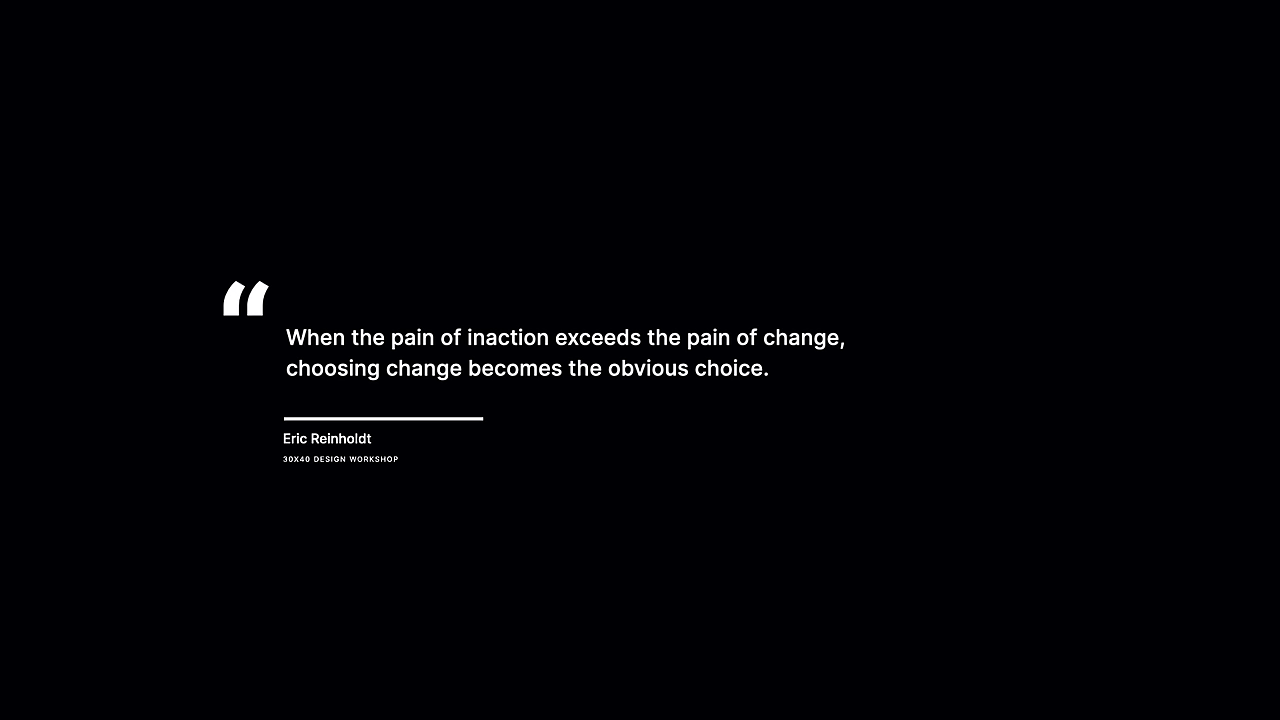 “
When the pain of inaction exceeds the pain of change,
choosing change becomes the obvious choice.
Eric Reinholdt
30X40 DESIGN WORKSHOP